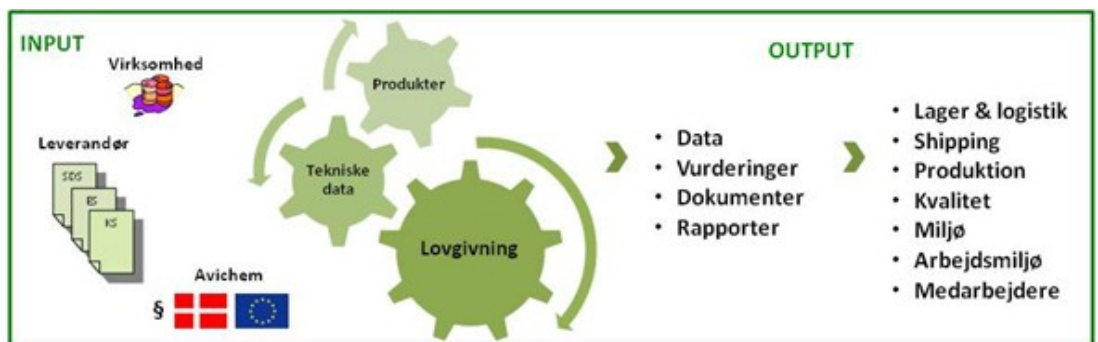 INPUT
Virksomhed
Leverandør
SDS
ES
KS
Avichem
§
Produkter
Tekniske
data
Lovgivning
OUTPUT
• Data
• Vurderinger
• Dokumenter
• Rapporter
• Lager & logistik
• Shipping
• Produktion
• Kvalitet
• Miljø
• Arbejdsmiljø
• Medarbejdere